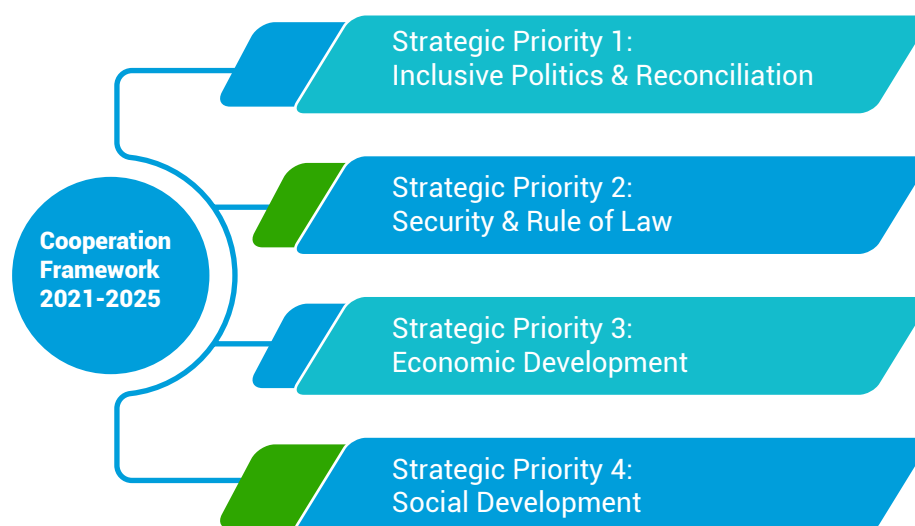 Strategic Priority 1:
Inclusive Politics & Reconciliation
Strategic Priority 2:
Security & Rule of Law
Cooperation
Framework
2021-2025
Strategic Priority 3:
Economic Development
Strategic Priority 4:
Social Development